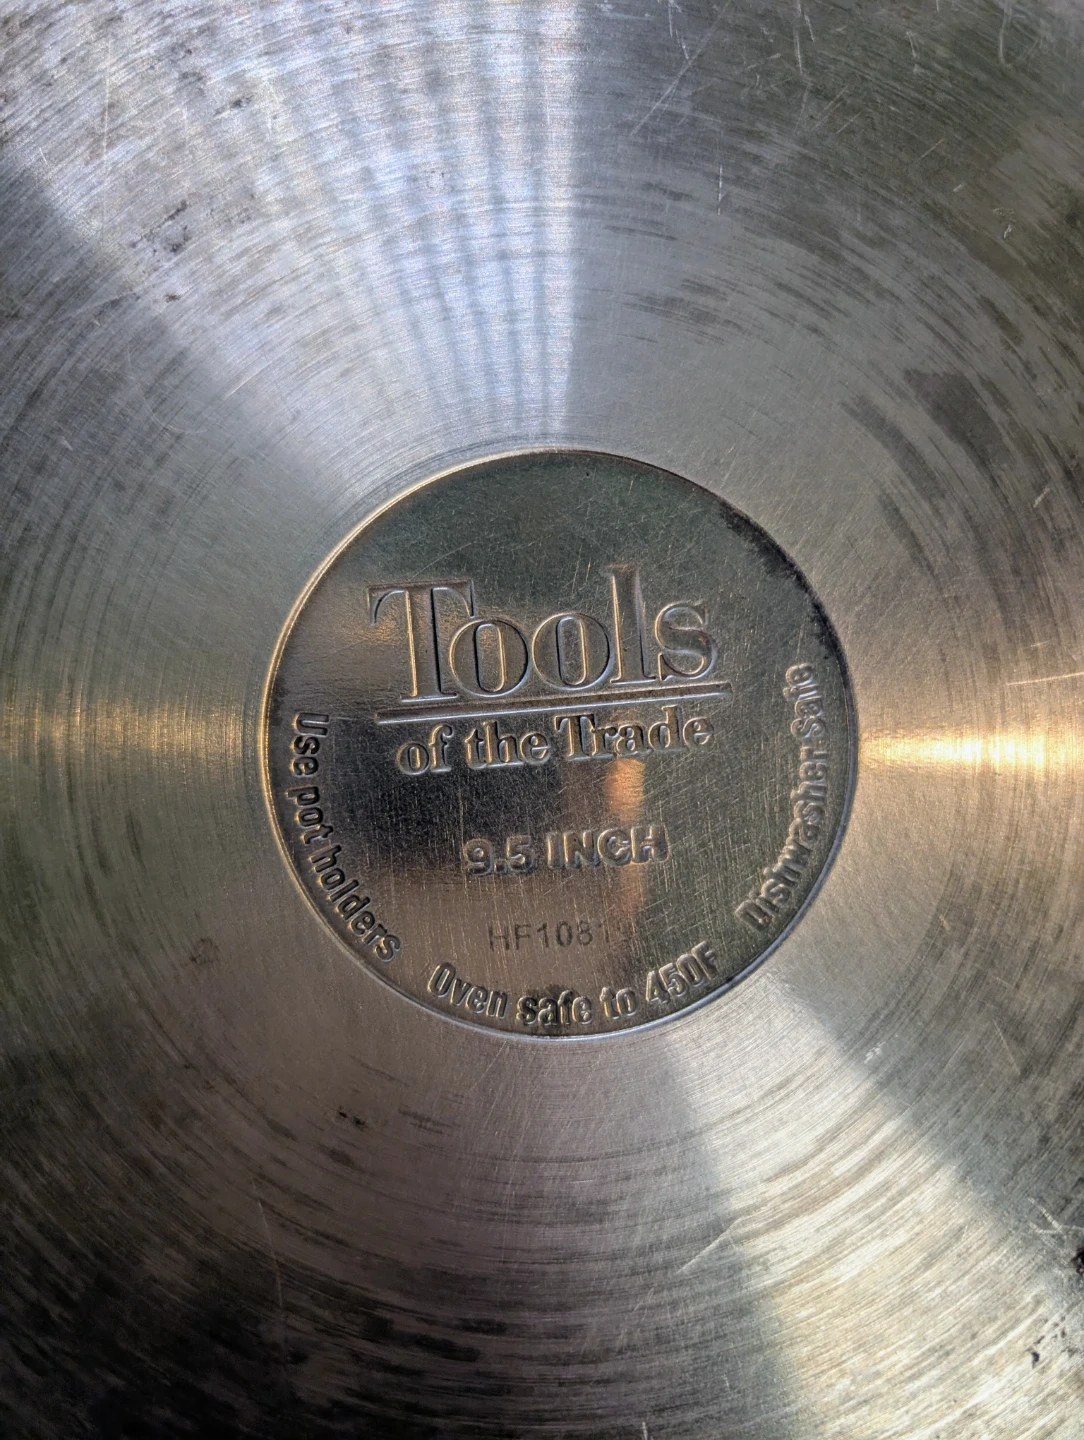 Tools
of the Trade
9.5 INCH
Use pot holders
Oven safe to 450F
Dishwasher Safe